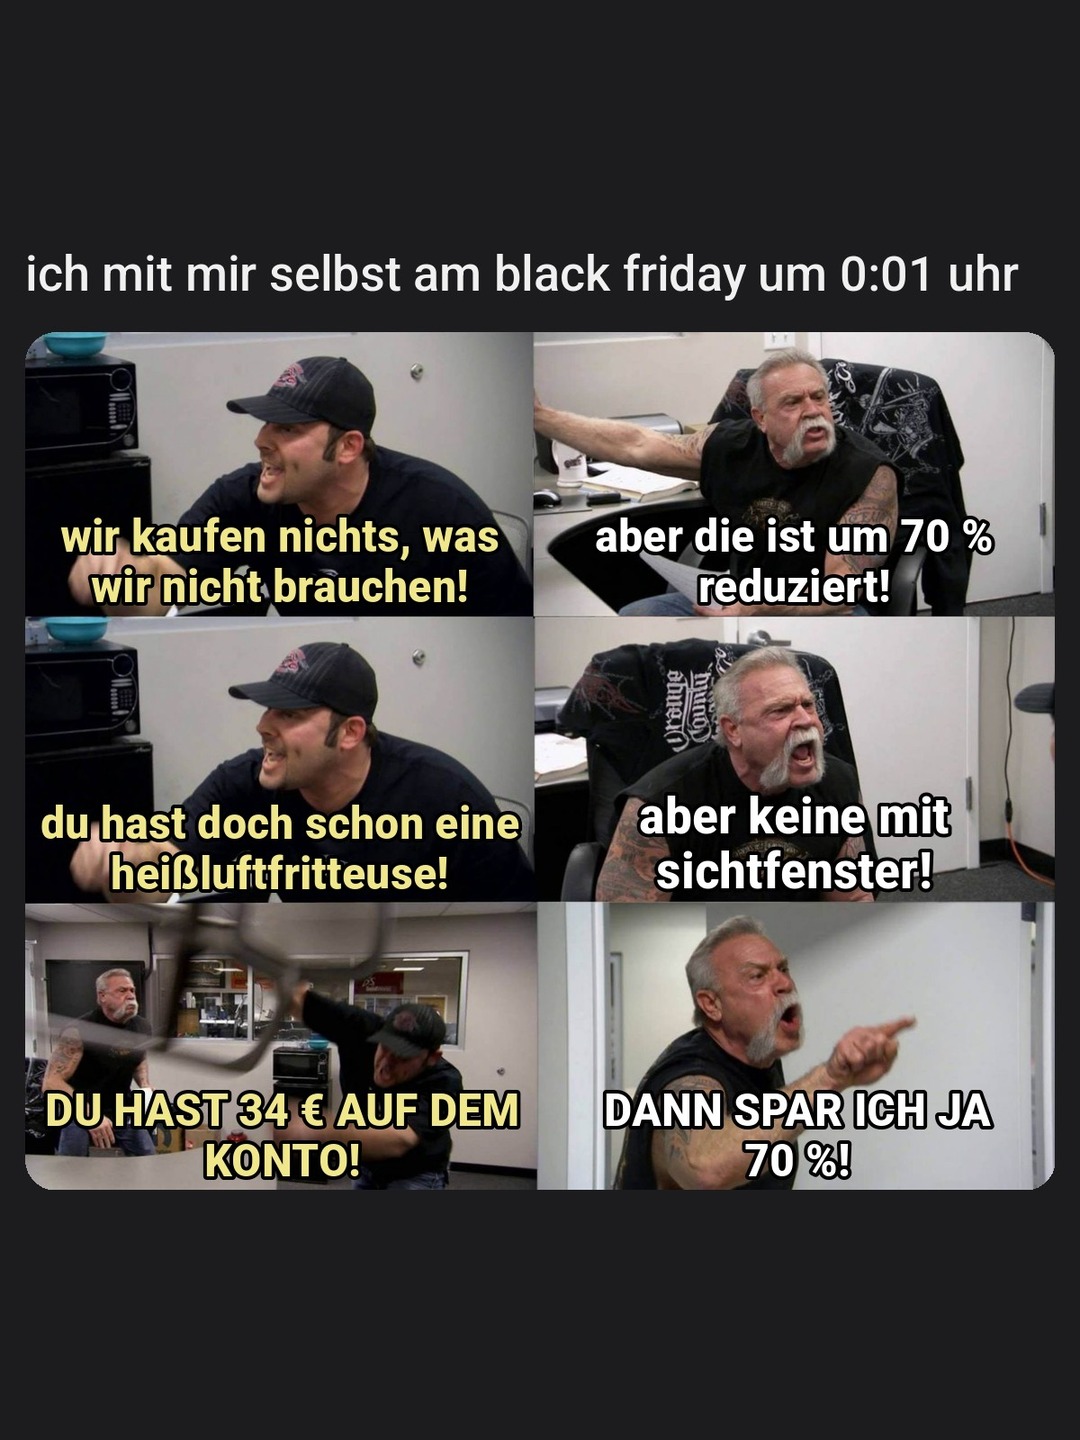 ich mit mir selbst am black friday um 0:01 uhr
wir kaufen nichts, was
wir nicht brauchen!
aber die ist um 70 %
reduziert!
du hast doch schon eine
heißluftfritteuse!
Orange
County
aber keine mit
sichtfenster!
DU HAST 34 € AUF DEM
KONTO!
DANN SPAR ICH JA
70 %!